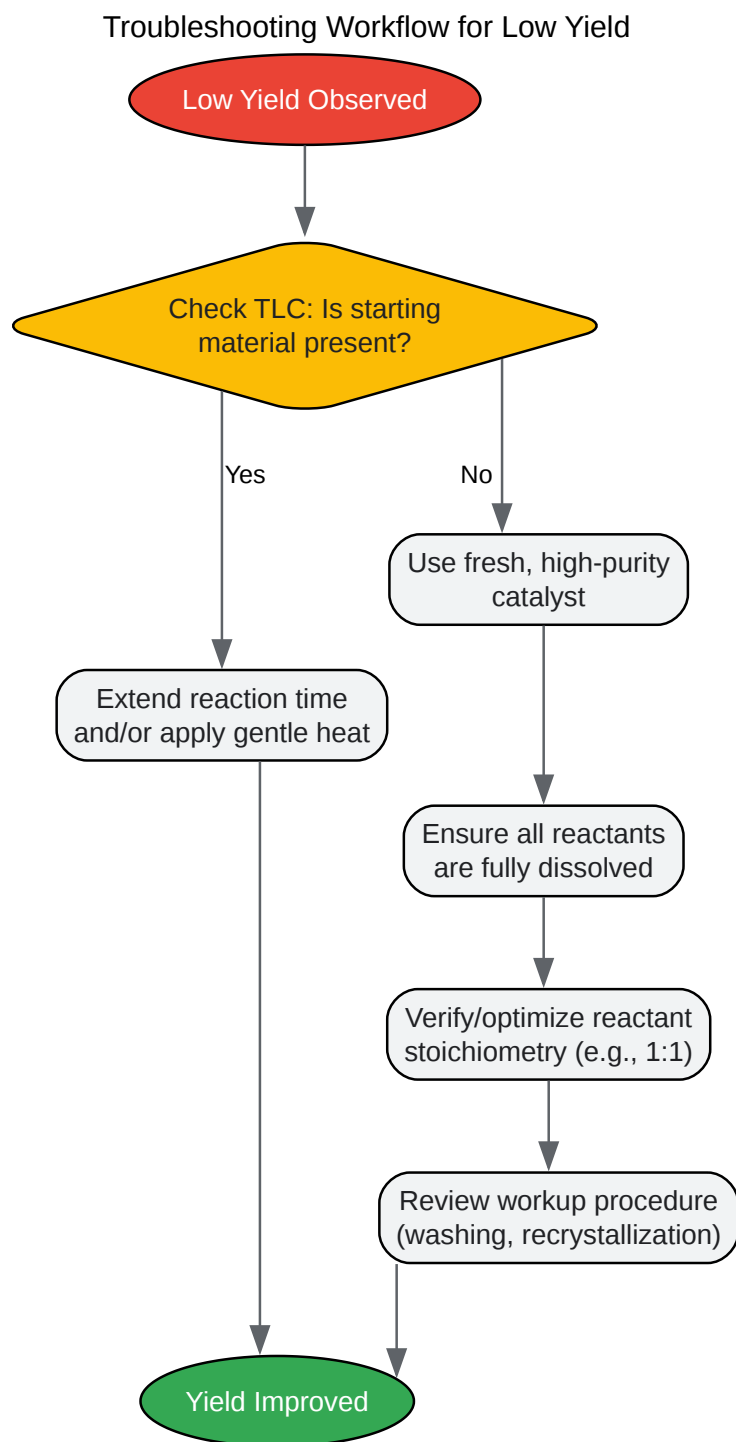 Troubleshooting Workflow for Low Yield
Low Yield Observed
Check TLC: Is starting
material present?
Yes
No
Use fresh, high-purity
catalyst
Extend reaction time
and/or apply gentle heat
Ensure all reactants
are fully dissolved
Verify/optimize reactant
stoichiometry (e.g., 1:1)
Review workup procedure
(washing, recrystallization)
Yield Improved